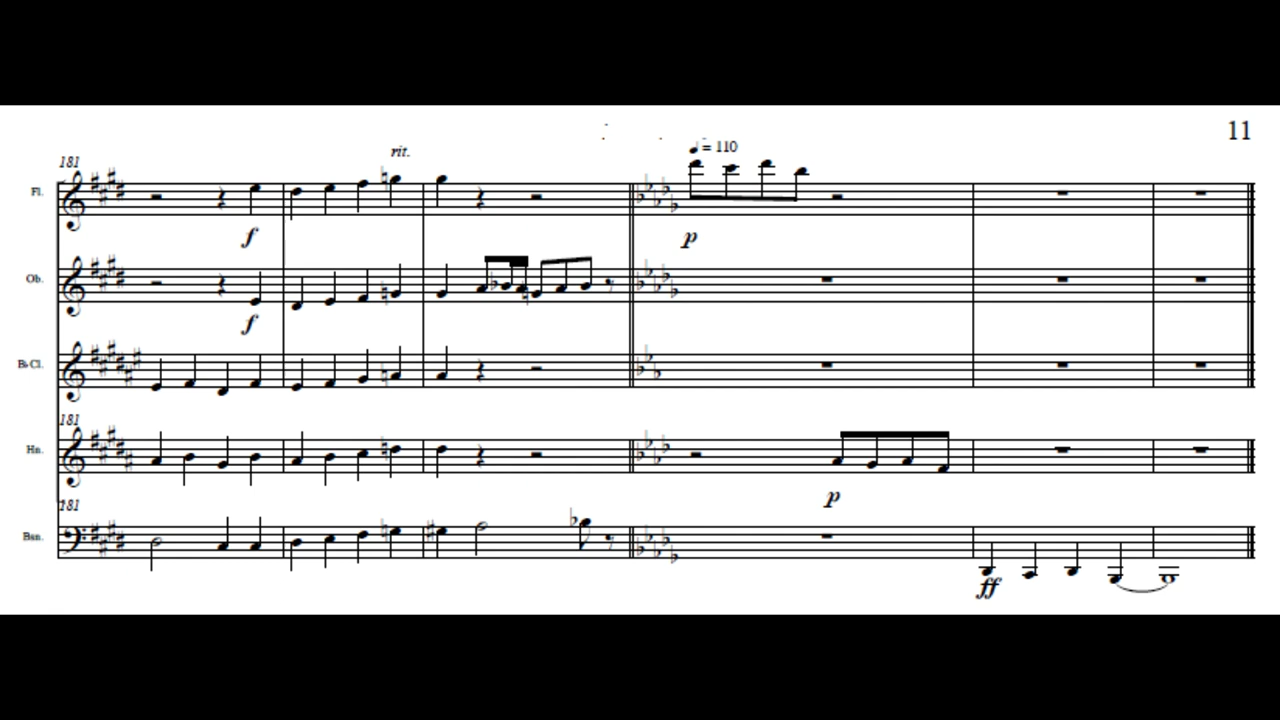 11
181
rit.
♩ = 110
Fl.
f
p
Ob.
f
B♭ Cl.
181
Hn.
p
181
Bsn.
ff